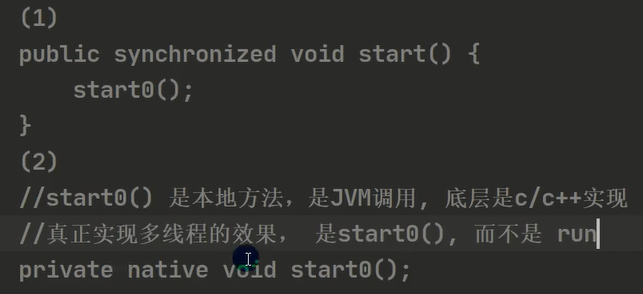 (1)
public synchronized void start() {
    start0();
}
(2)
//start0() 是本地方法，是JVM调用, 底层是c/c++实现
//真正实现多线程的效果， 是start0(), 而不是 run
private native void start0();